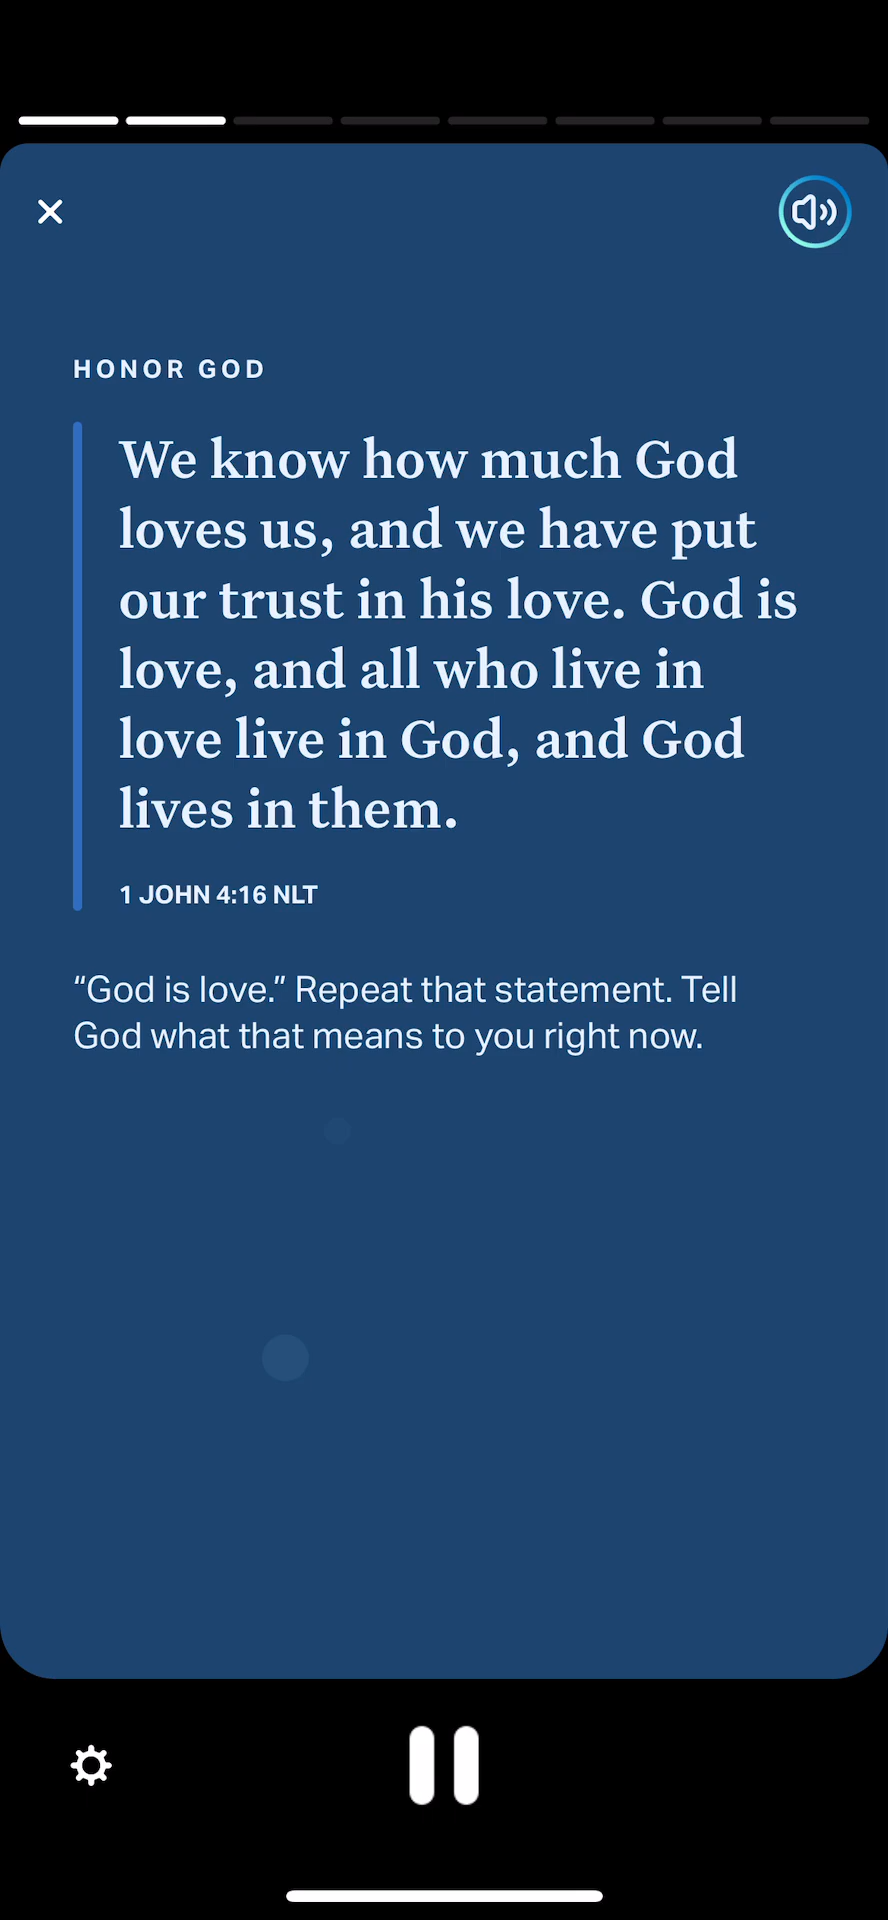 HONOR GOD
We know how much God
loves us, and we have put
our trust in his love. God is
love, and all who live in
love live in God, and God
lives in them.
1 JOHN 4:16 NLT
“God is love.” Repeat that statement. Tell
God what that means to you right now.